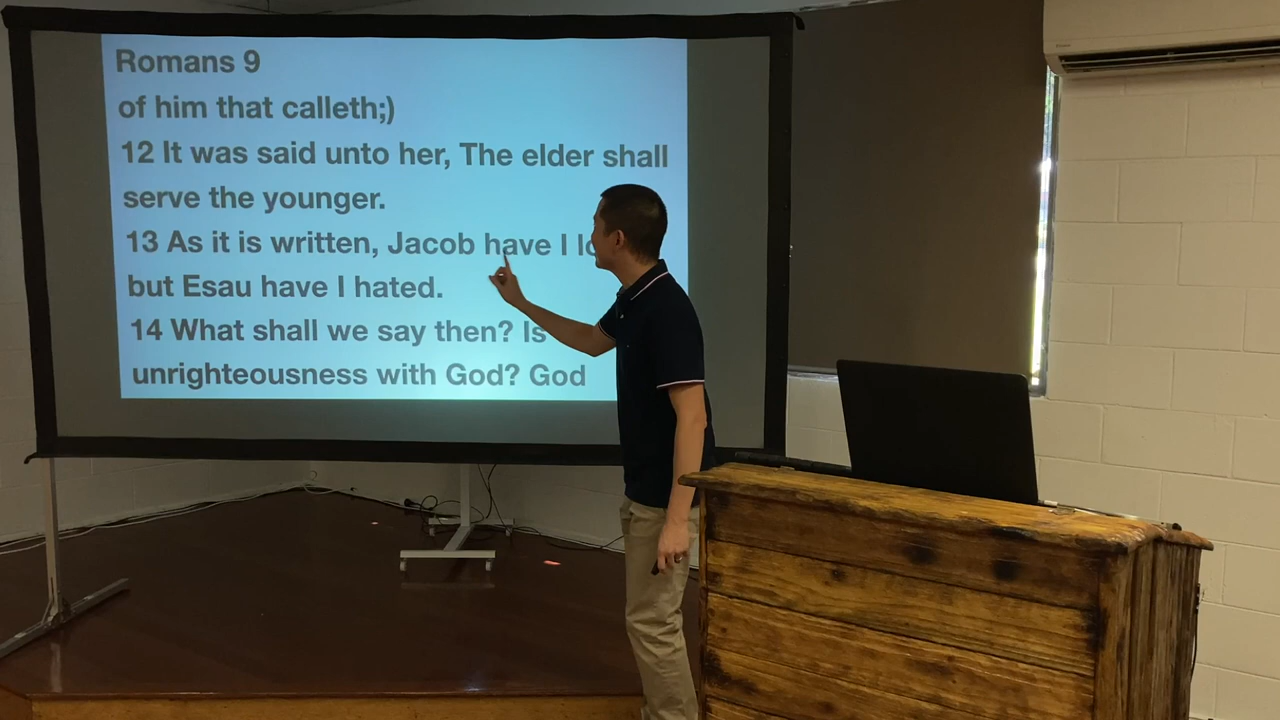 Romans 9
of him that calleth;)
12 It was said unto her, The elder shall
serve the younger.
13 As it is written, Jacob have I
but Esau have I hated.
14 What shall we say then? Is
unrighteousness with God? God